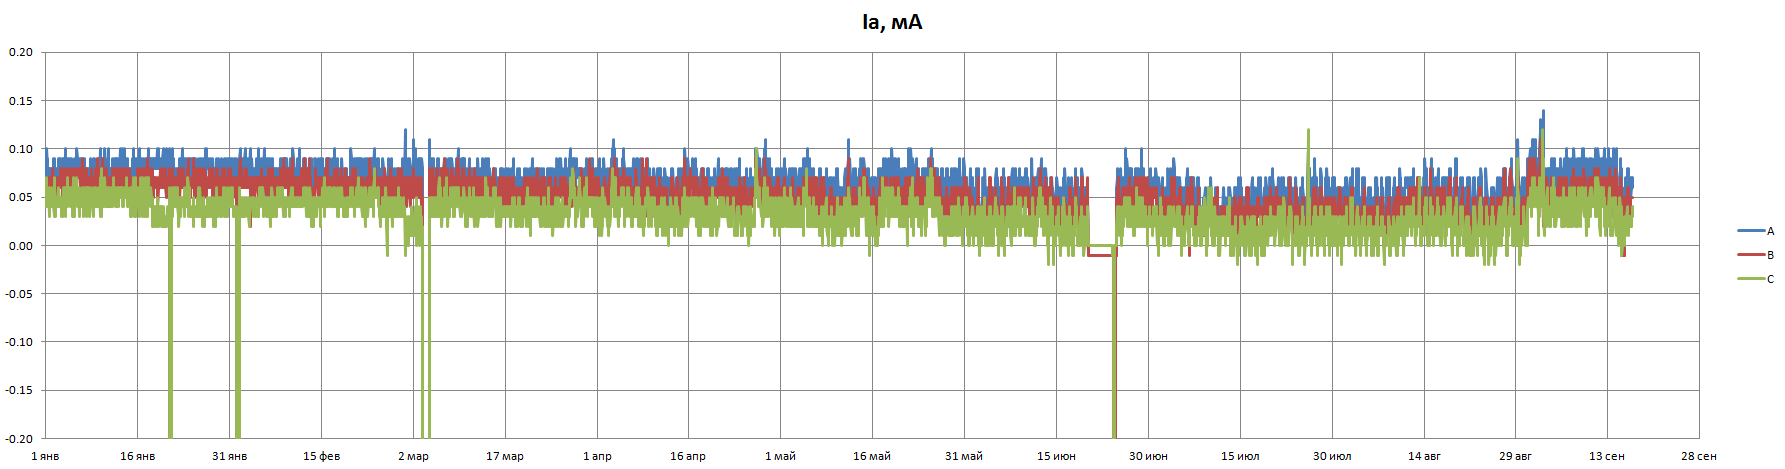 Ia, мА
0.20
0.15
0.10
0.05
0.00
-0.05
-0.10
-0.15
-0.20
1 янв 16 янв 31 янв 15 фев 2 мар 17 мар 1 апр 16 апр 1 май 16 май 31 май 15 июн 30 июн 15 июл 30 июл 14 авг 29 авг 13 сен 28 сен
A
B
C